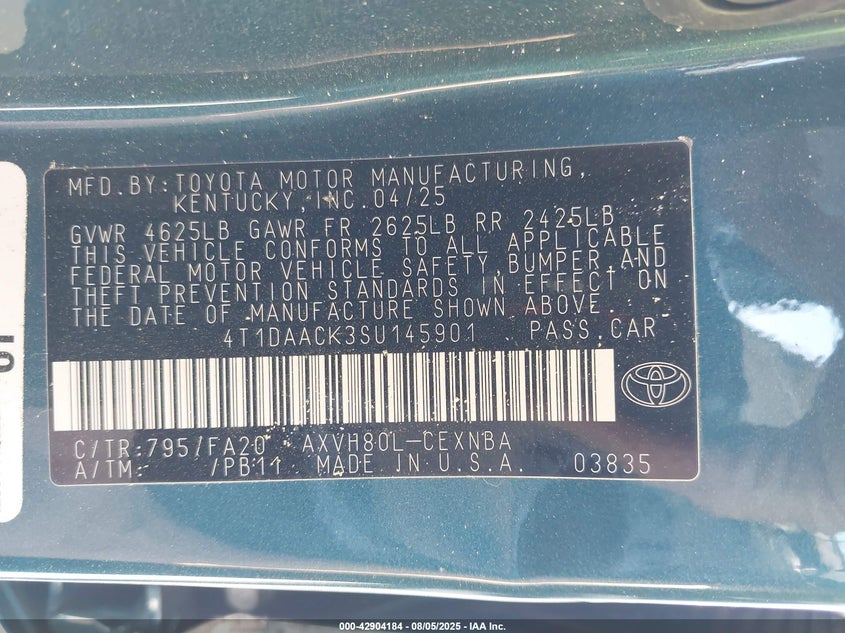 MFD.BY:TOYOTA MOTOR MANUFACTURING,
KENTUCKY,INC.04/25
GVWR 4625LB GAWR FR 2625LB RR 2425LB
THIS VEHICLE CONFORMS TO ALL APPLICABLE
FEDERAL MOTOR VEHICLE SAFETY,BUMPER,AND
THEFT PREVENTION STANDARDS IN EFFECT ON
THE DATE OF MANUFACTURE SHOWN ABOVE.
4T1DAACK3SU145901 PASS.CAR
C/TR:795/FA20 AXVH80L-CEXNBA
A/TM: /PB11 MADE IN U.S.A. 03835
000-42904184 - 08/05/2025 - IAA Inc.